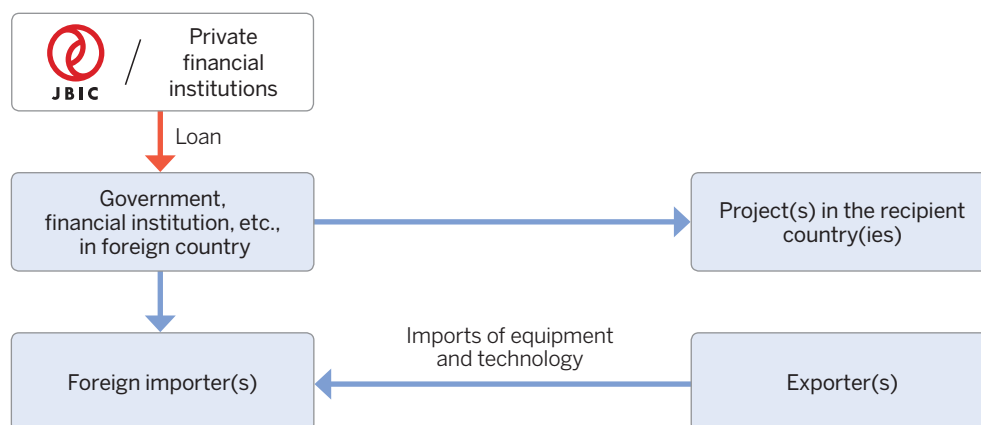 JBIC
/
Private
financial
institutions
Loan
Government,
financial institution, etc.,
in foreign country
Project(s) in the recipient
country(ies)
Imports of equipment
and technology
Foreign importer(s)
Exporter(s)